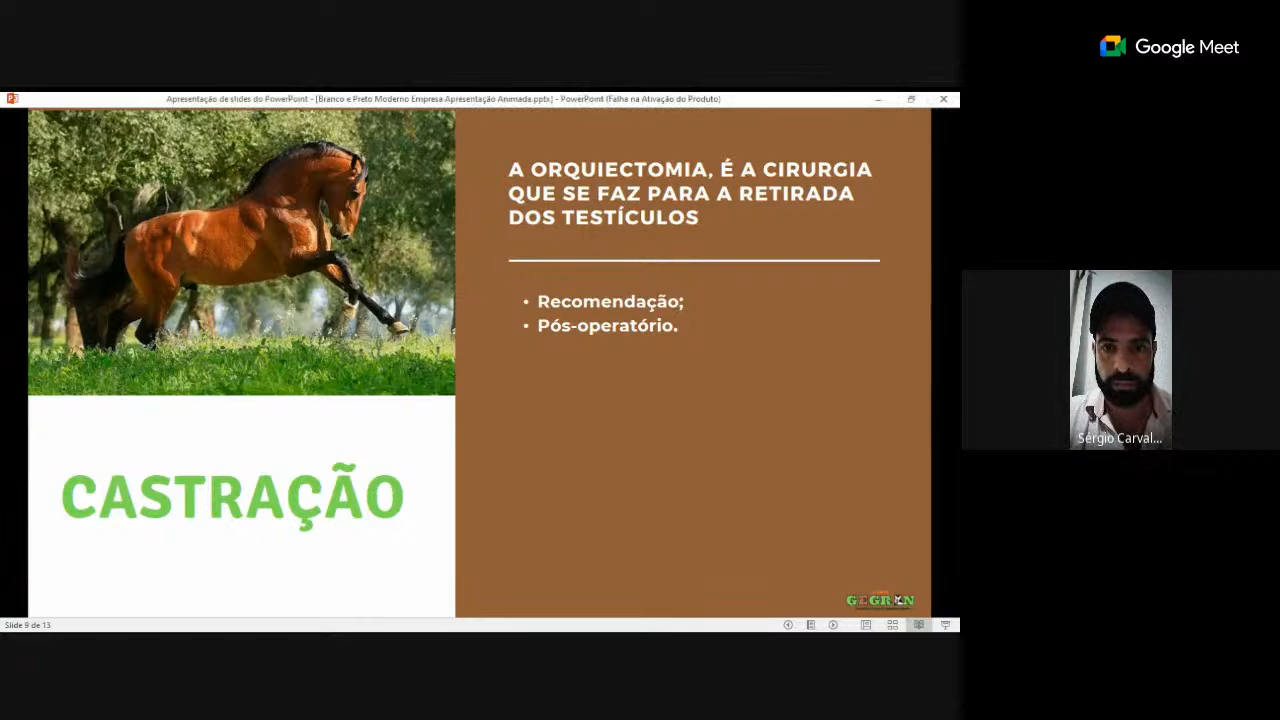 Google Meet
Apresentação de slides do PowerPoint - [Branco e Preto Moderno Empresa Apresentação Animada.pptx] - PowerPoint (Falha na Ativação do Produto)
A ORQUIECTOMIA, É A CIRURGIA
QUE SE FAZ PARA A RETIRADA
DOS TESTÍCULOS
• Recomendação;
• Pós-operatório.
CASTRAÇÃO
Sérgio Carval...
Slide 9 de 13